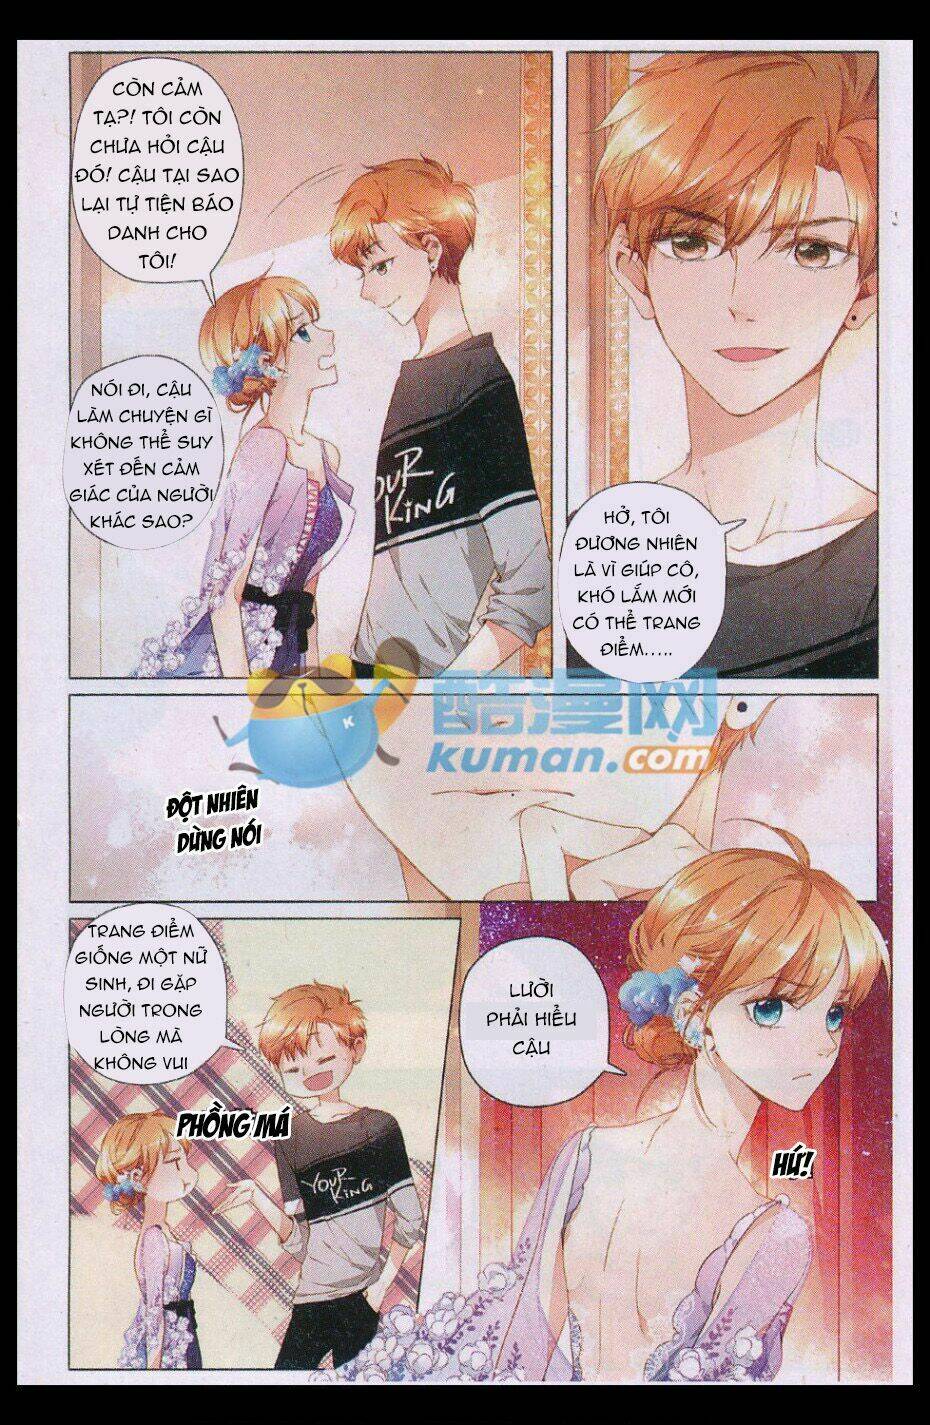 CÒN CẢM
TẠ?! TÔI CÒN
CHƯA HỎI CẬU
ĐÓ! CẬU TẠI SAO
LẠI TỰ TIỆN BÁO
DANH CHO
TÔI!
NÓI ĐI, CẬU
LÀM CHUYỆN GÌ
KHÔNG THỂ SUY
XÉT ĐẾN CẢM
GIÁC CỦA NGƯỜI
KHÁC SAO?
YOUR
KING
HỞ, TÔI
ĐƯƠNG NHIÊN
LÀ VÌ GIÚP CÔ,
KHÓ LẮM MỚI
CÓ THỂ TRANG
ĐIỂM.....
K
酷漫网
KUMAN.COM
ĐỘT NHIÊN
DỪNG NÓI
TRANG ĐIỂM
GIỐNG MỘT NỮ
SINH, ĐI GẶP
NGƯỜI TRONG
LÒNG MÀ
KHÔNG VUI
PHỒNG MÁ
YOUR
KING
LƯỜI
PHẢI HIỂU
CẬU
HỨ!